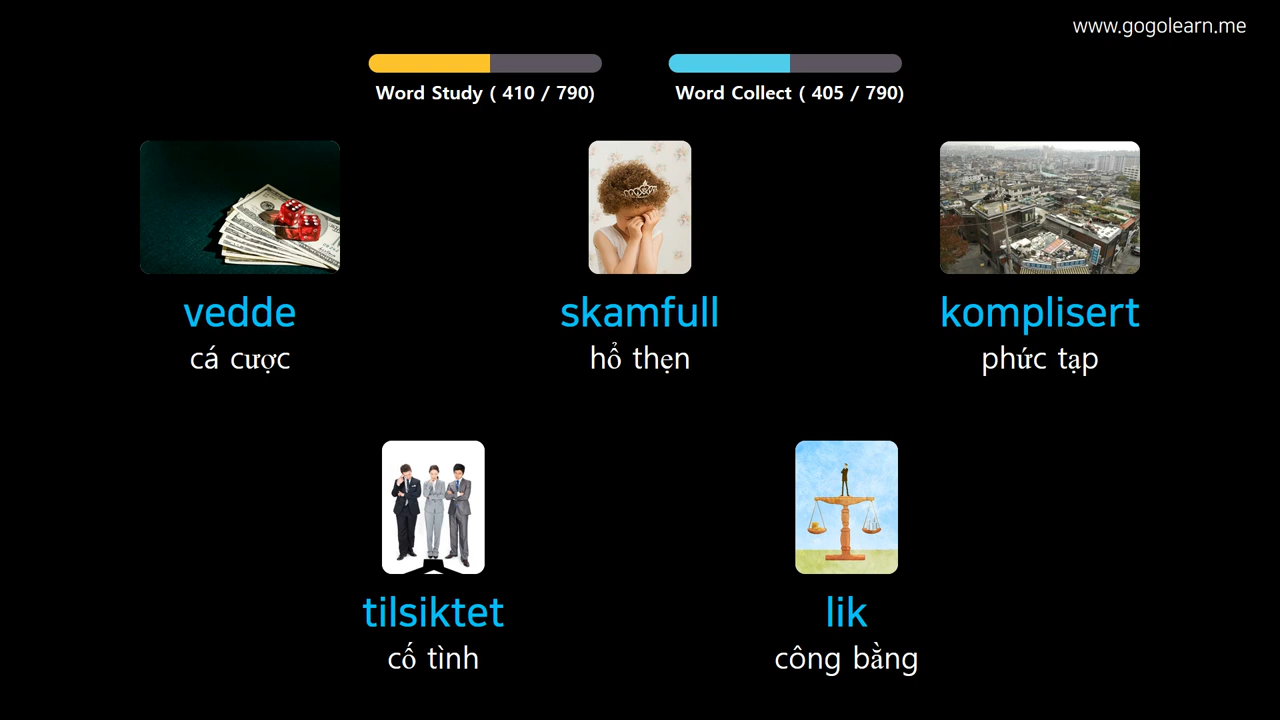 www.gogolearn.me
Word Study ( 410 / 790)
Word Collect ( 405 / 790)
vedde
cá cược
skamfull
hổ thẹn
komplisert
phức tạp
tilsiktet
cố tình
lik
công bằng